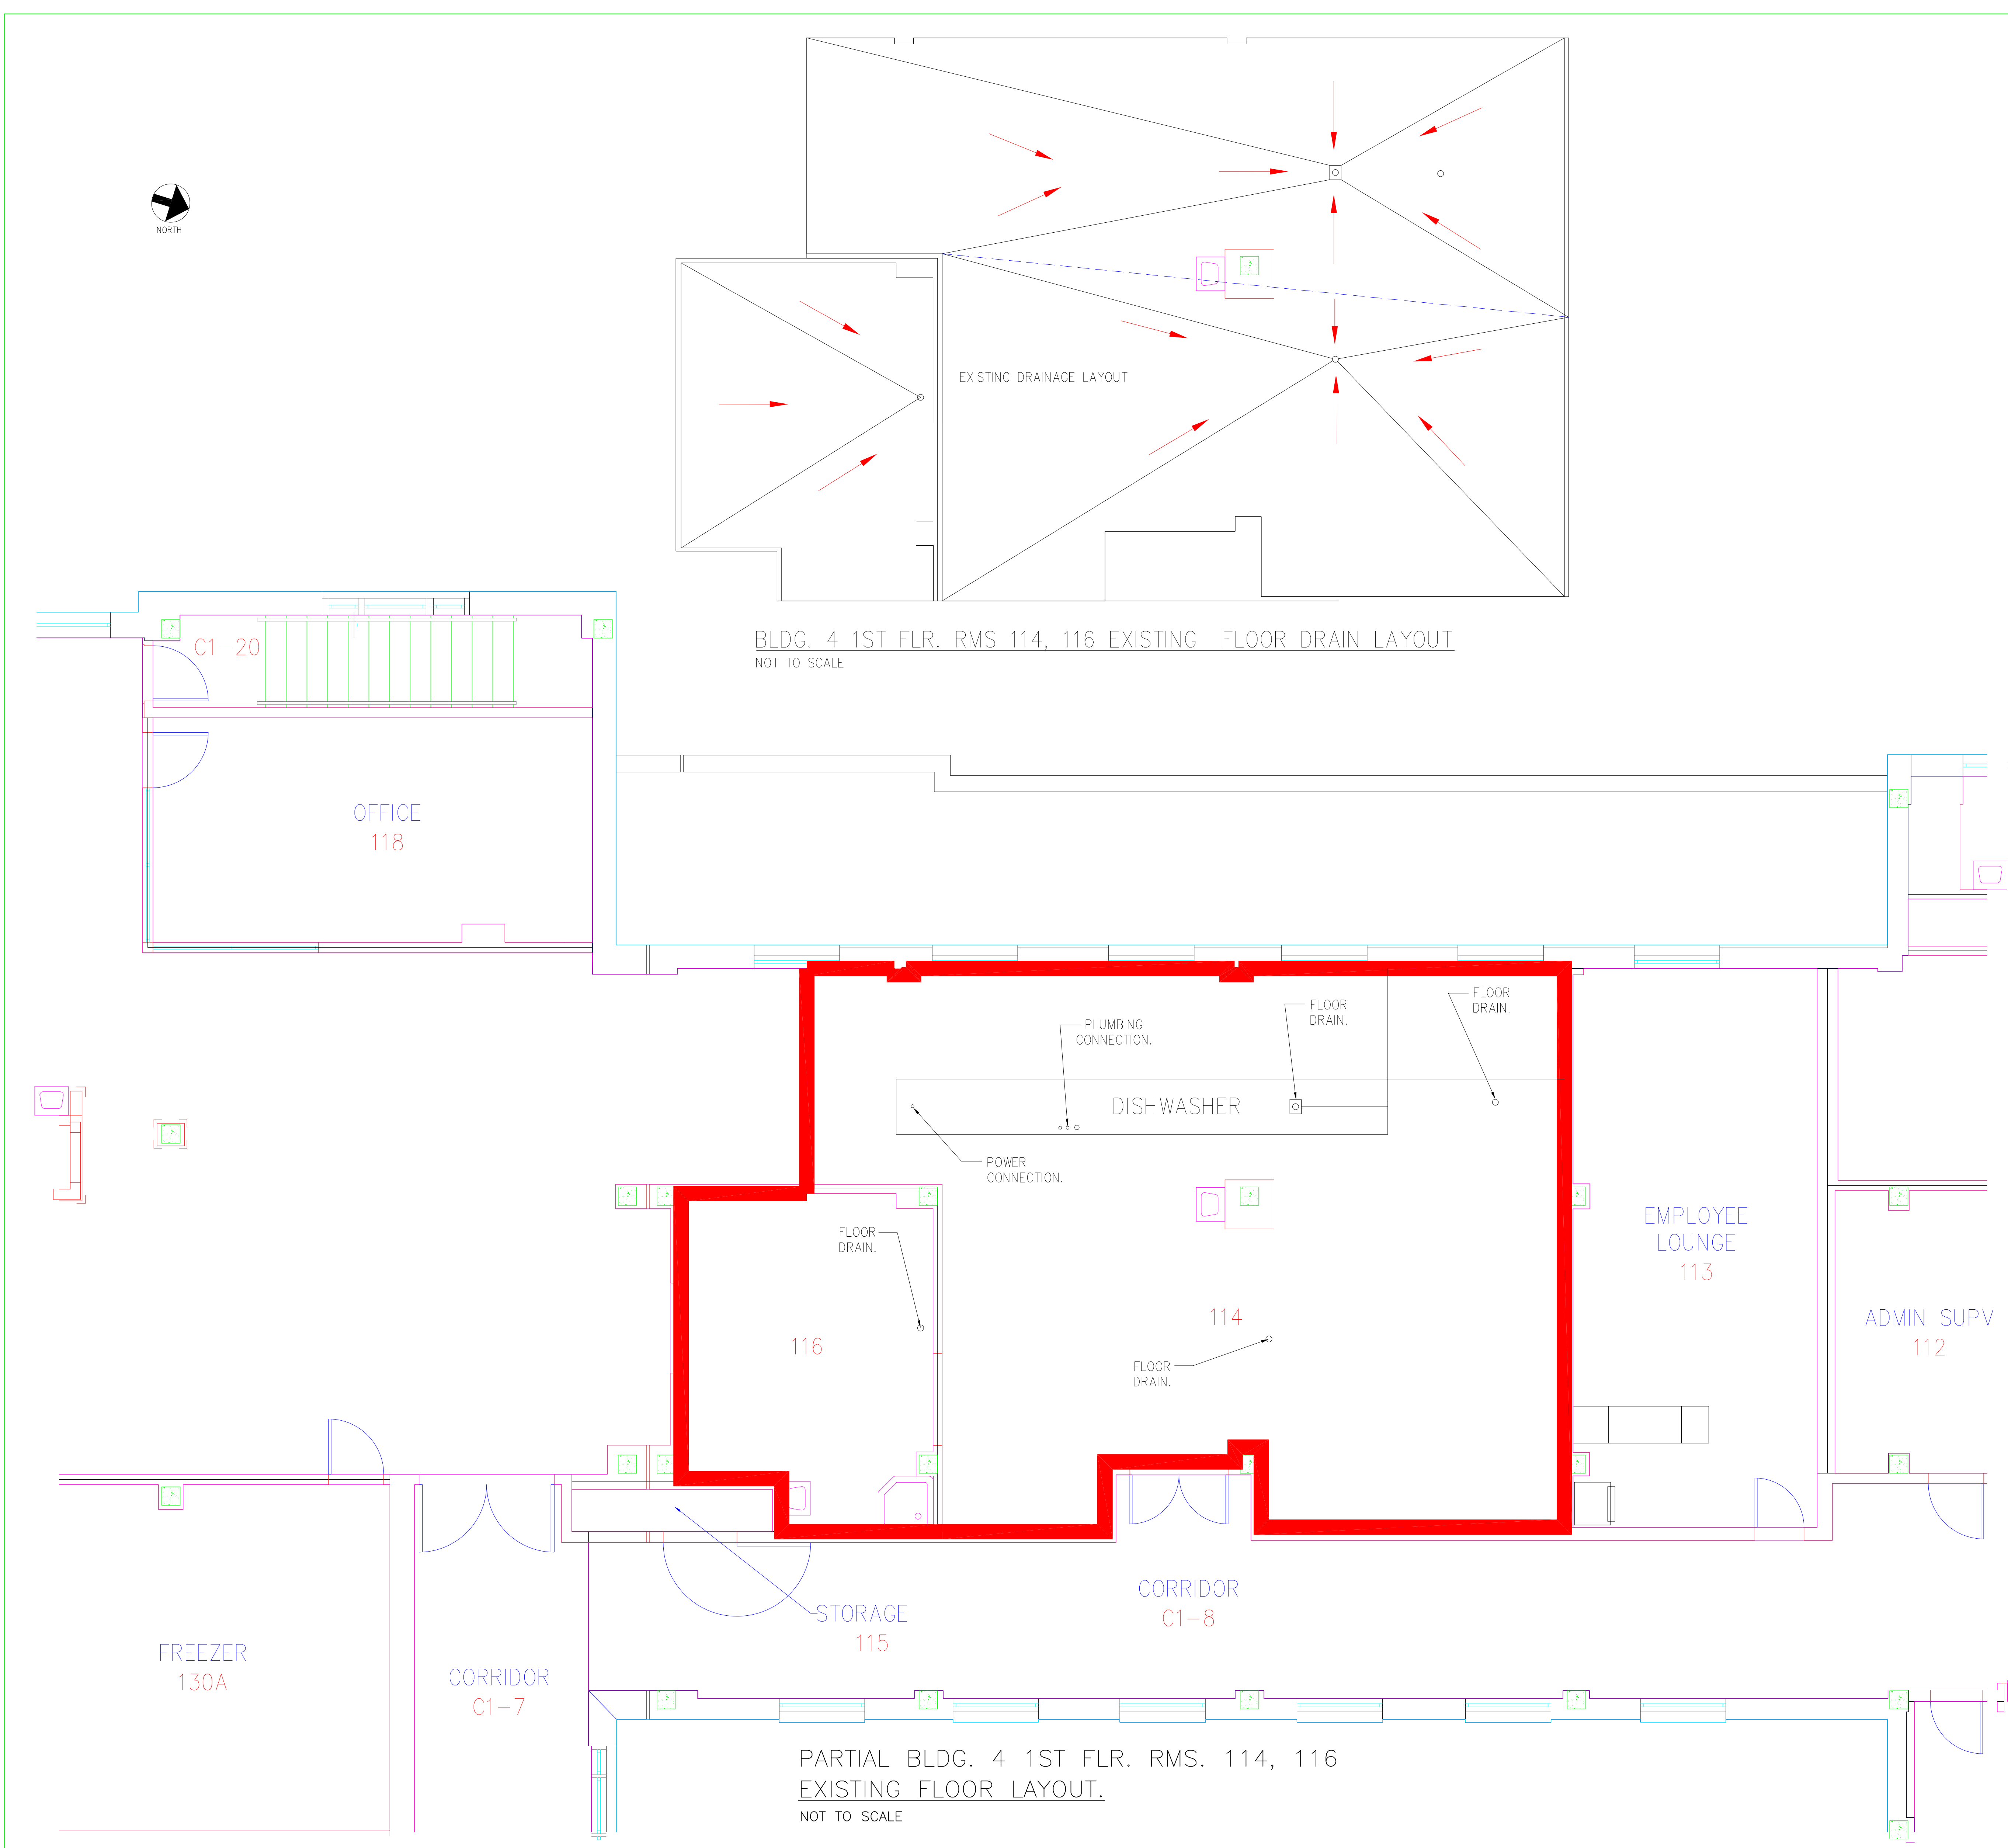 NORTH
EXISTING DRAINAGE LAYOUT
BLDG. 4 1ST FLR. RMS 114, 116 EXISTING FLOOR DRAIN LAYOUT
NOT TO SCALE
C1-20
OFFICE
118
FLOOR
DRAIN.
FLOOR
DRAIN.
PLUMBING
CONNECTION.
DISHWASHER
POWER
CONNECTION.
FLOOR
DRAIN.
116
114
FLOOR
DRAIN.
EMPLOYEE
LOUNGE
113
ADMIN SUPV
112
STORAGE
115
CORRIDOR
C1-8
FREEZER
130A
CORRIDOR
C1-7
PARTIAL BLDG. 4 1ST FLR. RMS. 114, 116
EXISTING FLOOR LAYOUT.
NOT TO SCALE